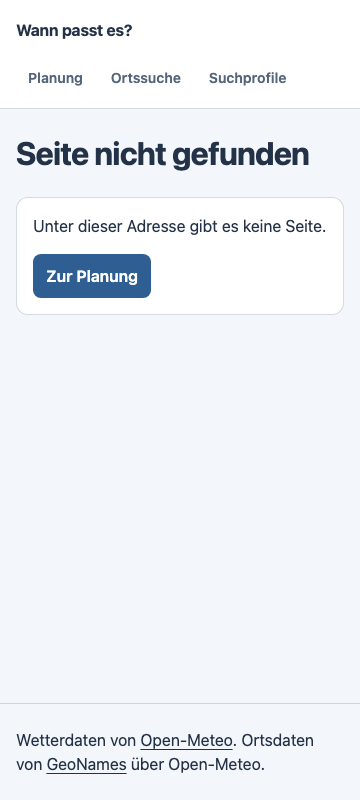 Wann passt es?
Planung Ortssuche Suchprofile
Seite nicht gefunden
Unter dieser Adresse gibt es keine Seite.
Zur Planung
Wetterdaten von Open-Meteo. Ortsdaten
von GeoNames über Open-Meteo.